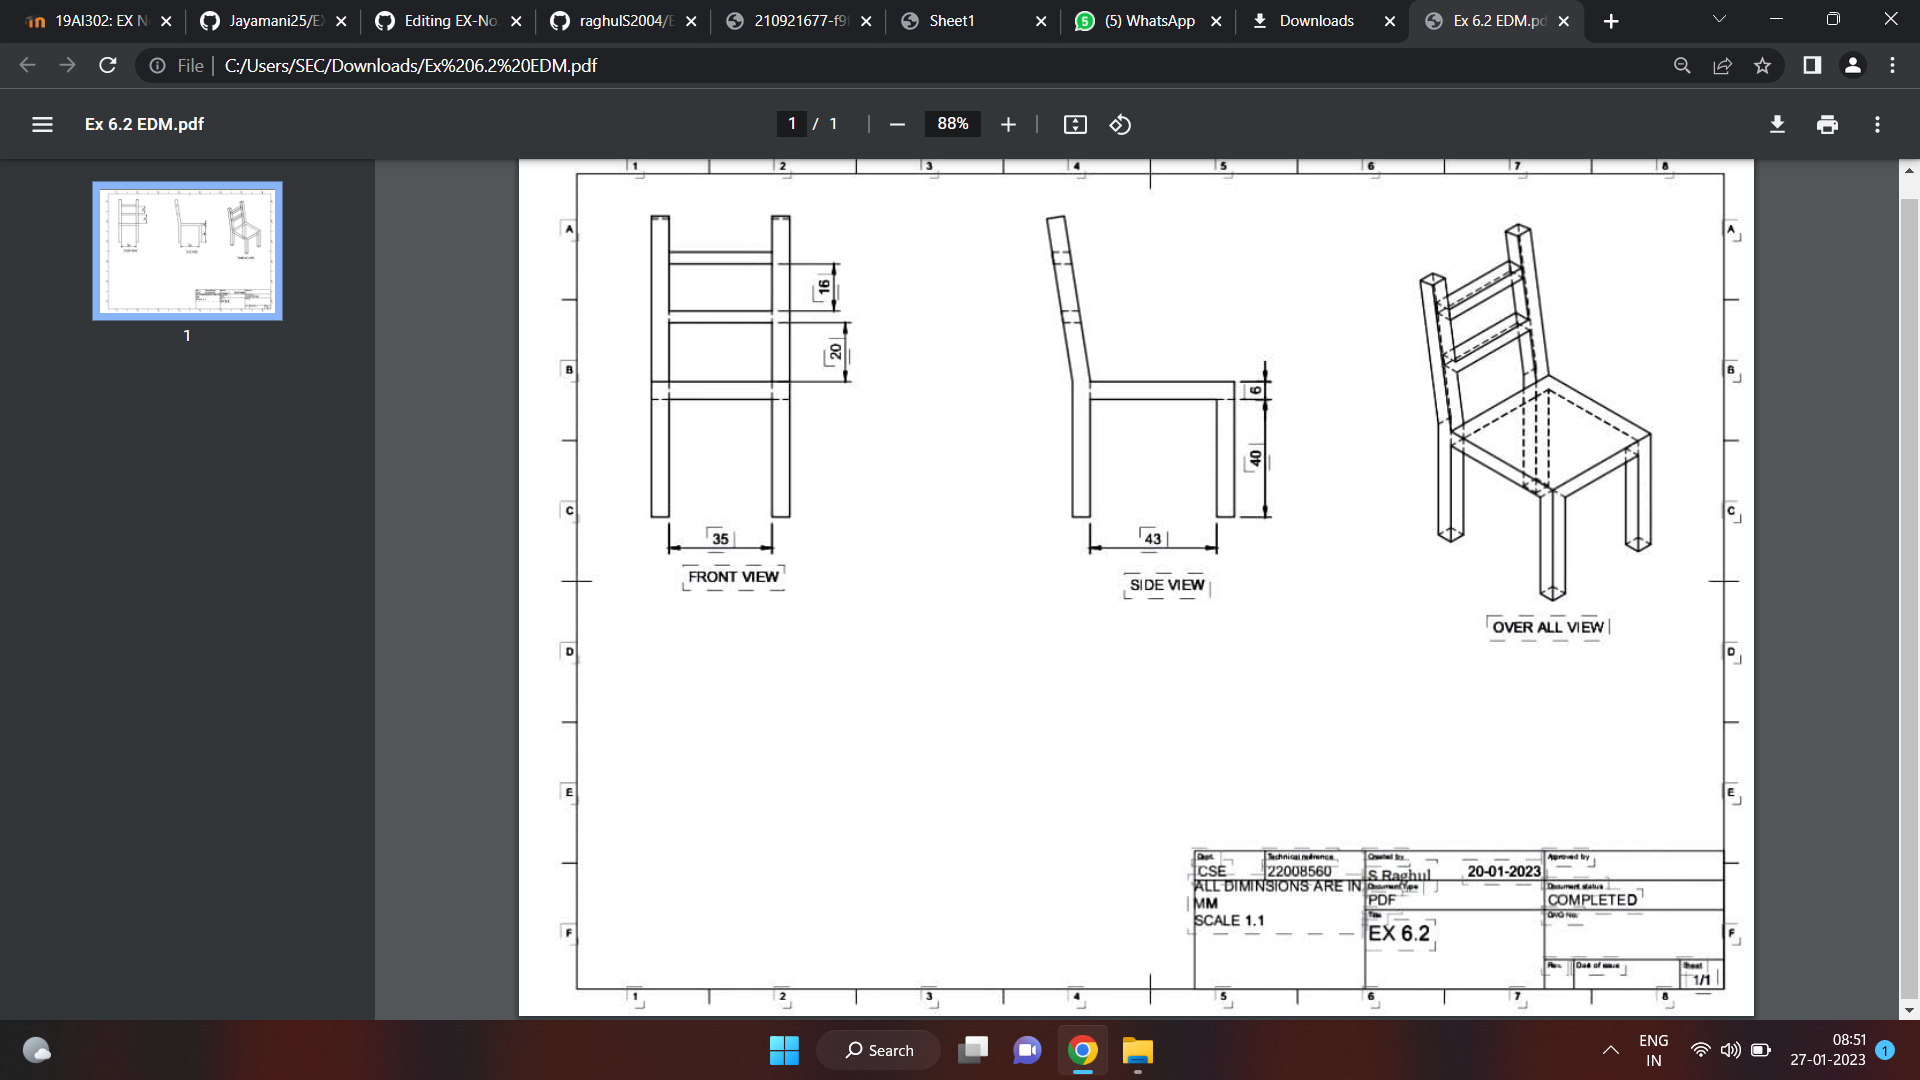 19AI302: EX N
Jayamani25/EX
Editing EX-No.
raghulS2004/E
210921677-f9
Sheet1
(5) WhatsApp
Downloads
Ex 6.2 EDM.pd
File
C:/Users/SEC/Downloads/Ex%206.2%20EDM.pdf
Ex 6.2 EDM.pdf
1 / 1
88%
1
1 2 3 4 5 6 7 8
A A
16
20
B B
6
40
C C
35
43
FRONT VIEW
SIDE VIEW
OVER ALL VIEW
D D
E E
Dept.
Technical reference
Created by
Approved by
CSE
22008560
S Raghul
20-01-2023
ALL DIMINSIONS ARE IN
MM
SCALE 1.1
Document type
PDF
Document status
COMPLETED
Title
EX 6.2
DWG No.
F F
Rev.
Date of issue
Sheet
1/1
1 2 3 4 5 6 7 8
Search
ENG
IN
08:51
27-01-2023
1